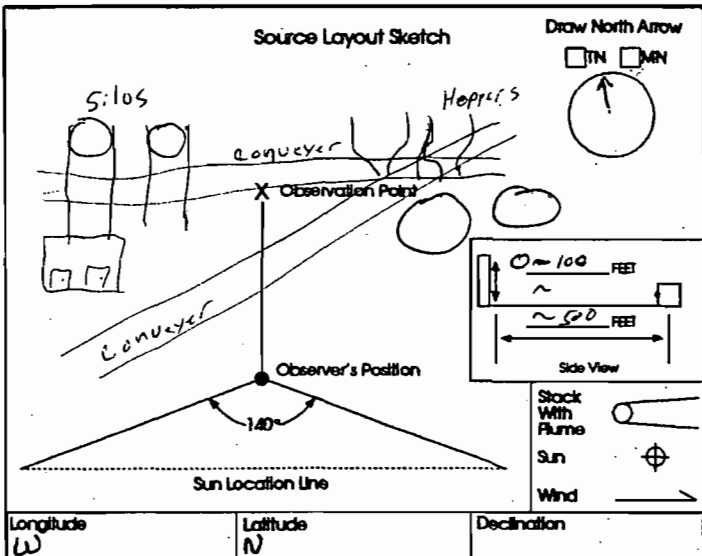 Source Layout Sketch
Draw North Arrow
TN MN
Silos
Hoppers
Conveyer
X Observation Point
0-100 FEET
~
~500 FEET
Side View
Conveyer
Observer's Position
140°
Sun Location Line
Stack With Plume
Sun
Wind
Longitude
W
Latitude
N
Declination